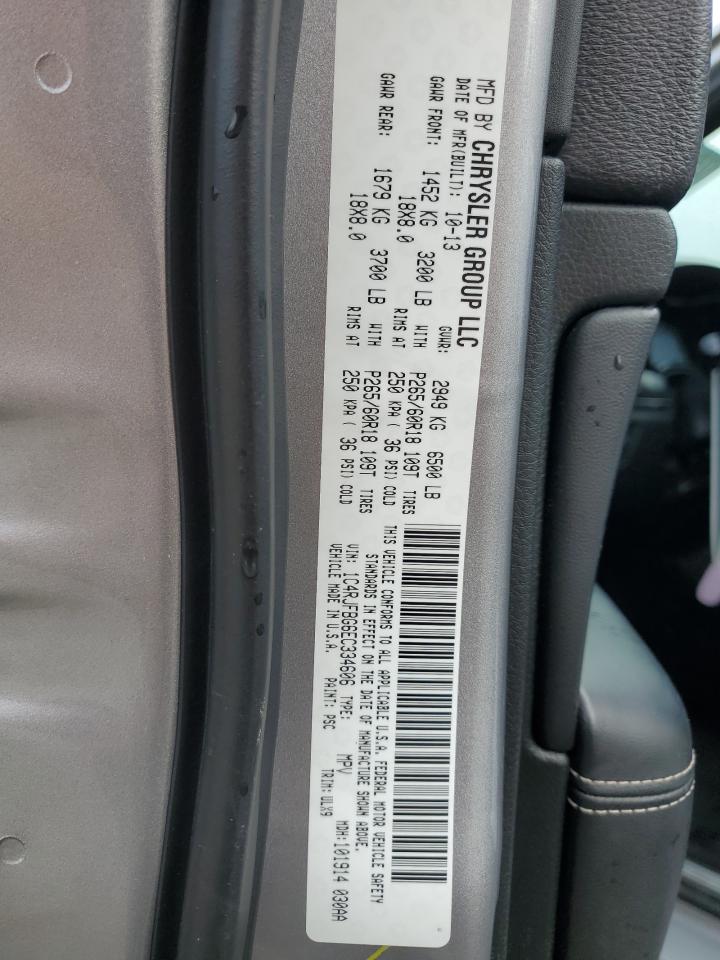 MFD BY CHRYSLER GROUP LLC
DATE OF MFR(BUILT): 10-13 GVWR: 2949 KG 6500 LB
GAWR FRONT: 1452 KG 3200 LB WITH P265/60R18 109T TIRES
18X8.0 RIMS AT 250 KPA ( 36 PSI) COLD
GAWR REAR: 1679 KG 3700 LB WITH P265/60R18 109T TIRES
18X8.0 RIMS AT 250 KPA ( 36 PSI) COLD
THIS VEHICLE CONFORMS TO ALL APPLICABLE U.S.A. FEDERAL MOTOR VEHICLE SAFETY
STANDARDS IN EFFECT ON THE DATE OF MANUFACTURE SHOWN ABOVE.
VIN: 1C4RJFBG6EC334606 TYPE: MPV MDH:101914 030AA
VEHICLE MADE IN U.S.A. PAINT: PSC TRIM:ULX9